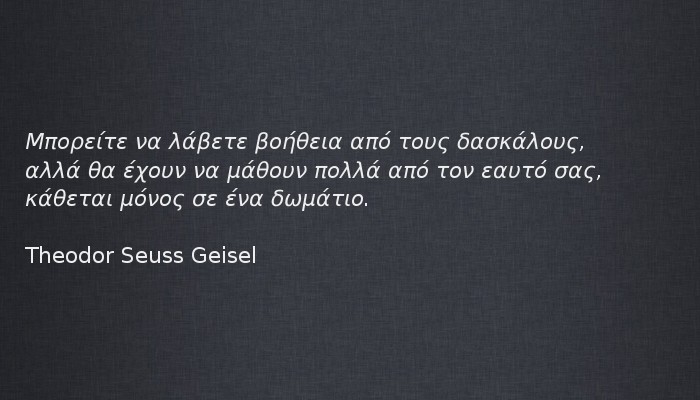 Μπορείτε να λάβετε βοήθεια από τους δασκάλους,
αλλά θα έχουν να μάθουν πολλά από τον εαυτό σας,
κάθεται μόνος σε ένα δωμάτιο.
Theodor Seuss Geisel